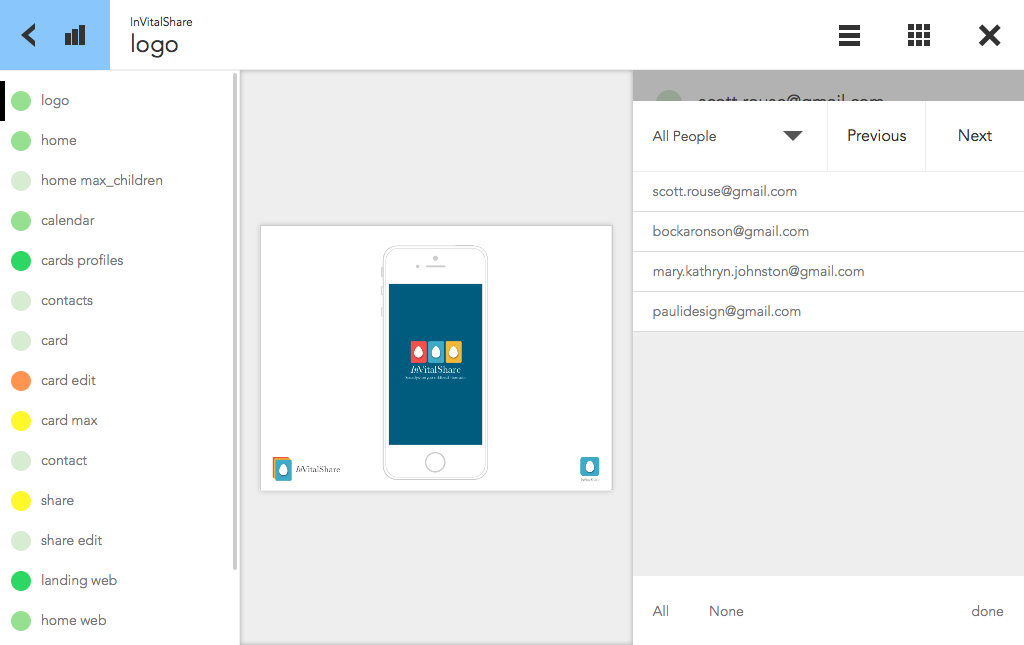 InVitalShare
logo
logo
home
home max_children
calendar
cards profiles
contacts
card
card edit
card max
contact
share
share edit
landing web
home web
InVitalShare
InVitalShare
scott.rouse@gmail.com
All People
Previous
Next
scott.rouse@gmail.com
bockaronson@gmail.com
mary.kathryn.johnston@gmail.com
paulidesign@gmail.com
All
None
done